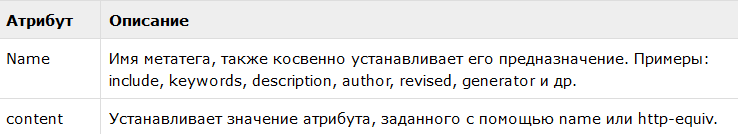 Атрибут Описание
Name Имя метатега, также косвенно устанавливает его предназначение. Примеры:
include, keywords, description, author, revised, generator и др.
content Устанавливает значение атрибута, заданного с помощью name или http-equiv.